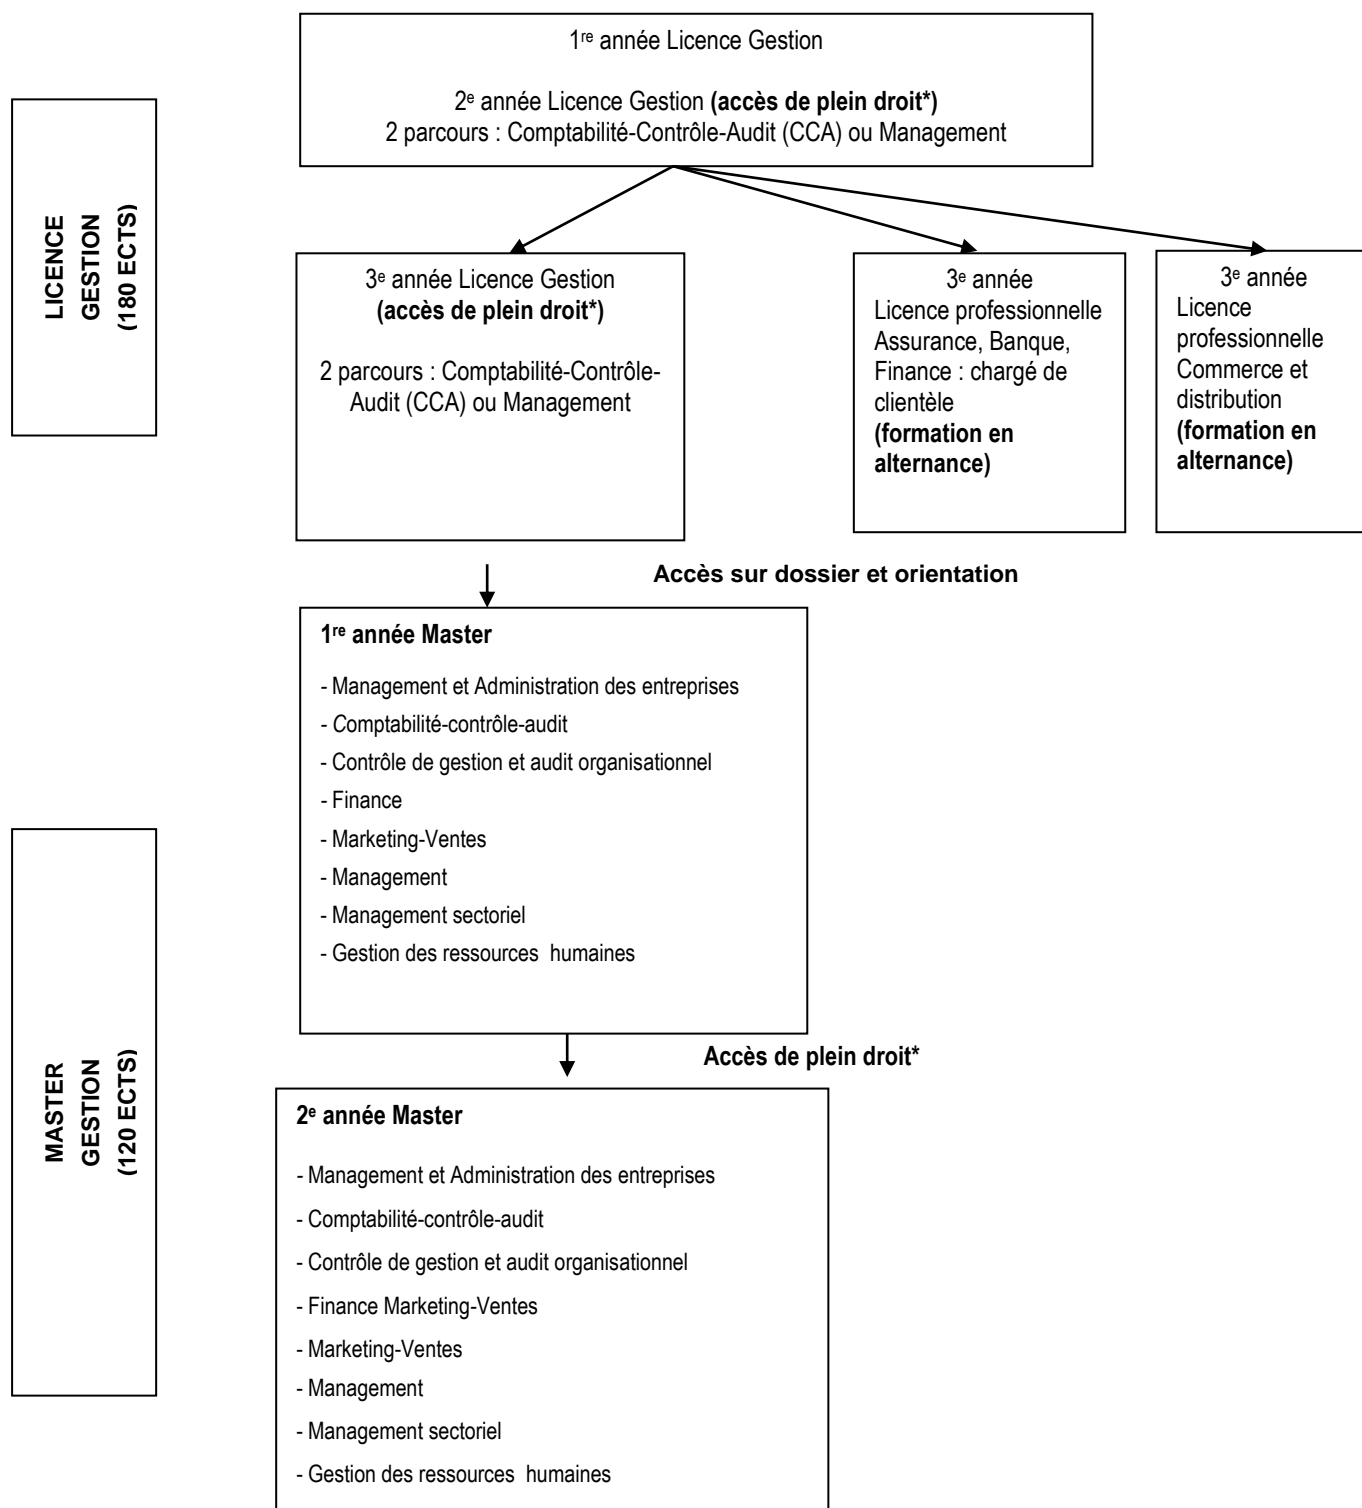 1re année Licence Gestion
2e année Licence Gestion (accès de plein droit*)
2 parcours : Comptabilité-Contrôle-Audit (CCA) ou Management
LICENCE
GESTION
(180 ECTS)
3e année Licence Gestion
(accès de plein droit*)
2 parcours : Comptabilité-Contrôle-
Audit (CCA) ou Management
3e année
Licence professionnelle
Assurance, Banque,
Finance : chargé de
clientèle
(formation en
alternance)
3e année
Licence
professionnelle
Commerce et
distribution
(formation en
alternance)
Accès sur dossier et orientation
1re année Master
- Management et Administration des entreprises
- Comptabilité-contrôle-audit
- Contrôle de gestion et audit organisationnel
- Finance
- Marketing-Ventes
- Management
- Management sectoriel
- Gestion des ressources  humaines
MASTER
GESTION
(120 ECTS)
Accès de plein droit*
2e année Master
- Management et Administration des entreprises
- Comptabilité-contrôle-audit
- Contrôle de gestion et audit organisationnel
- Finance Marketing-Ventes
- Marketing-Ventes
- Management
- Management sectoriel
- Gestion des ressources  humaines